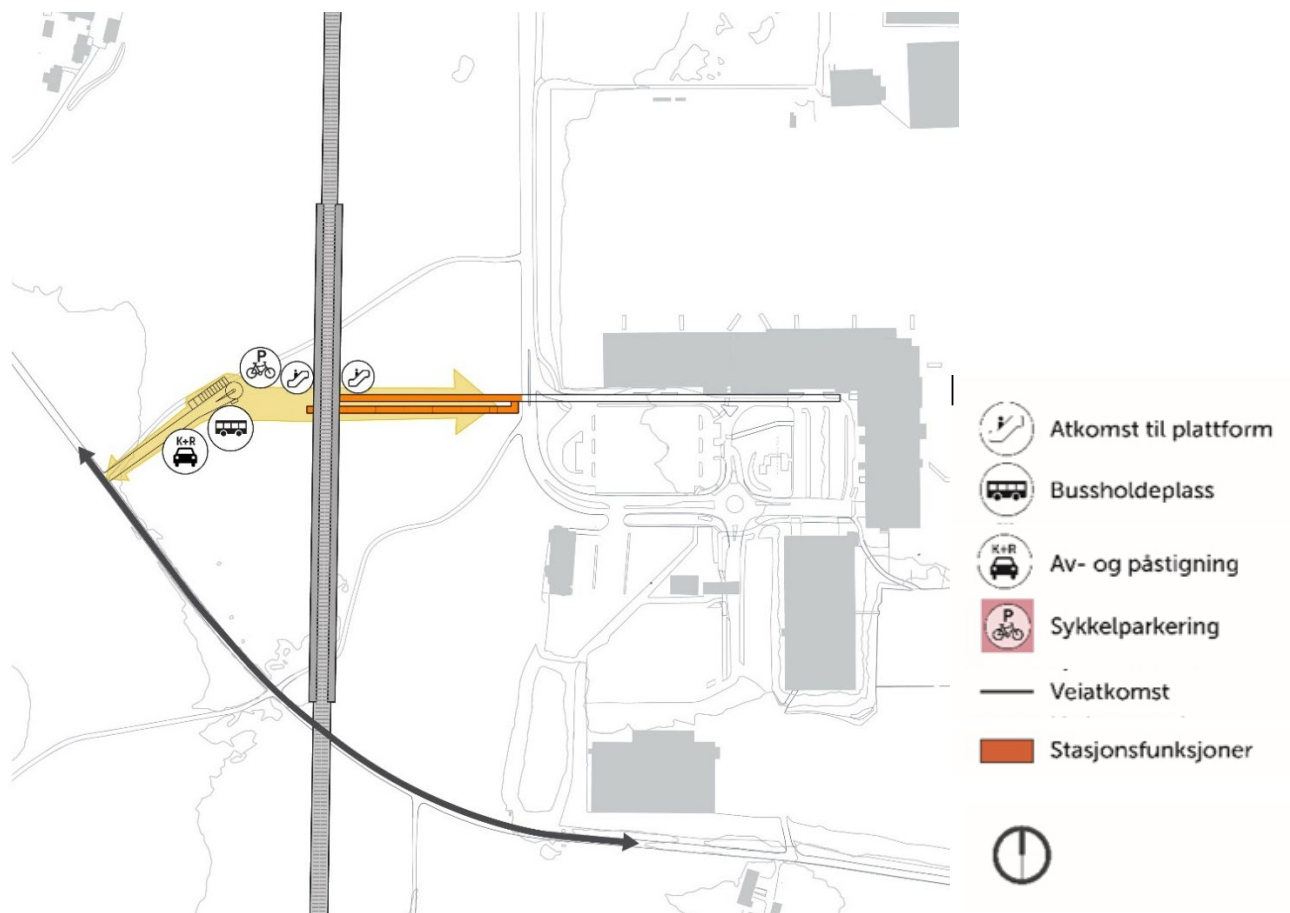 P
K+R
Atkomst til plattform
Bussholdeplass
K+R
Av- og påstigning
P
Sykkelparkering
Veiatkomst
Stasjonsfunksjoner